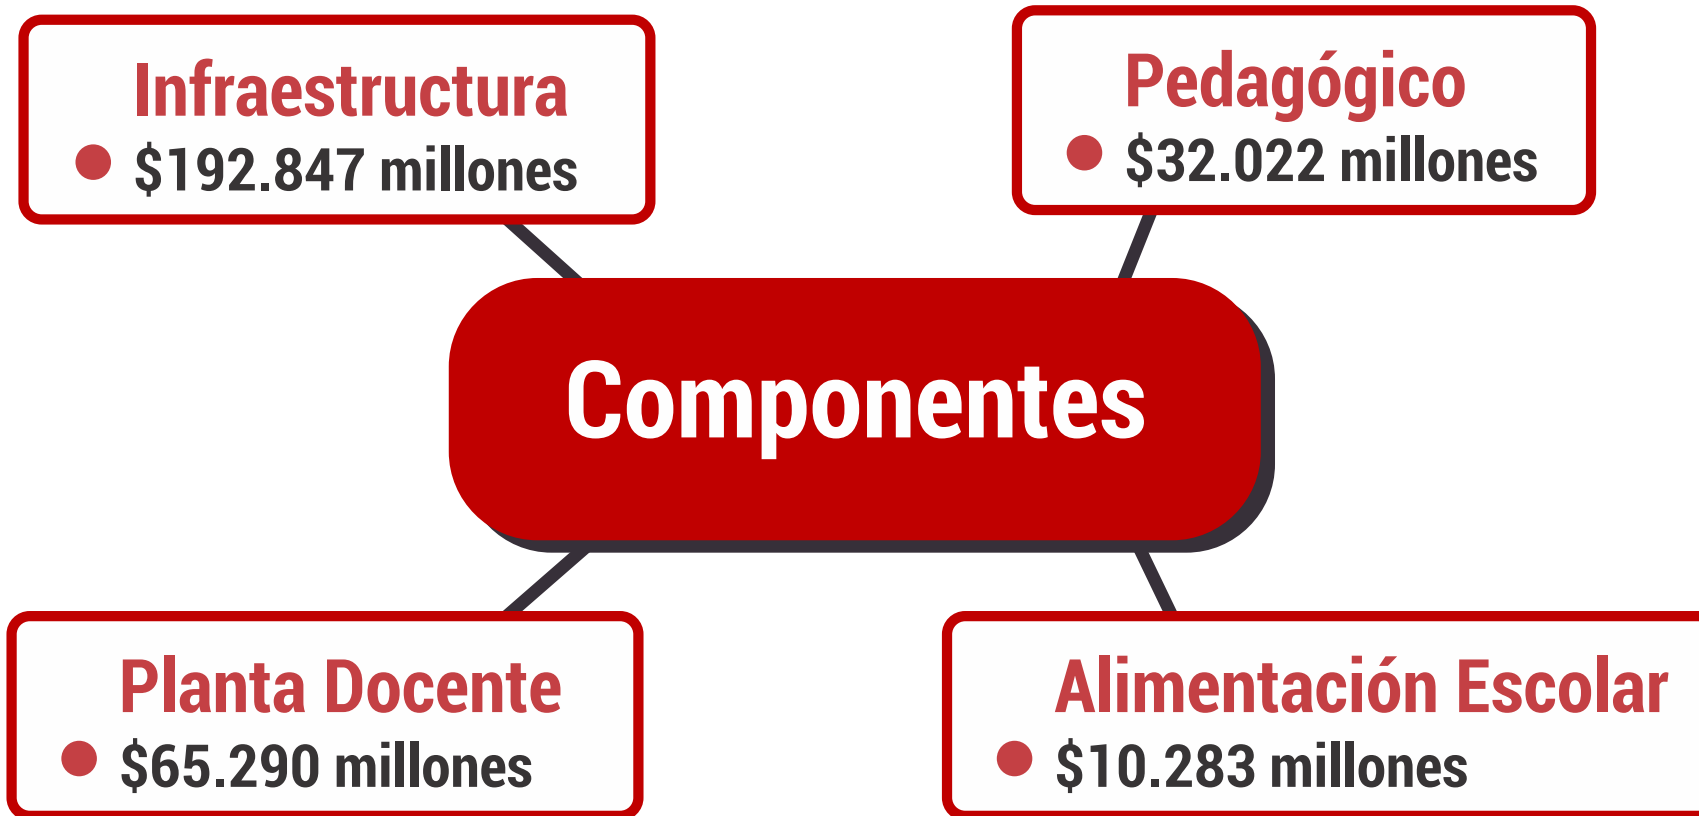 Infraestructura
$192.847 millones
Pedagógico
$32.022 millones
Componentes
Planta Docente
$65.290 millones
Alimentación Escolar
$10.283 millones